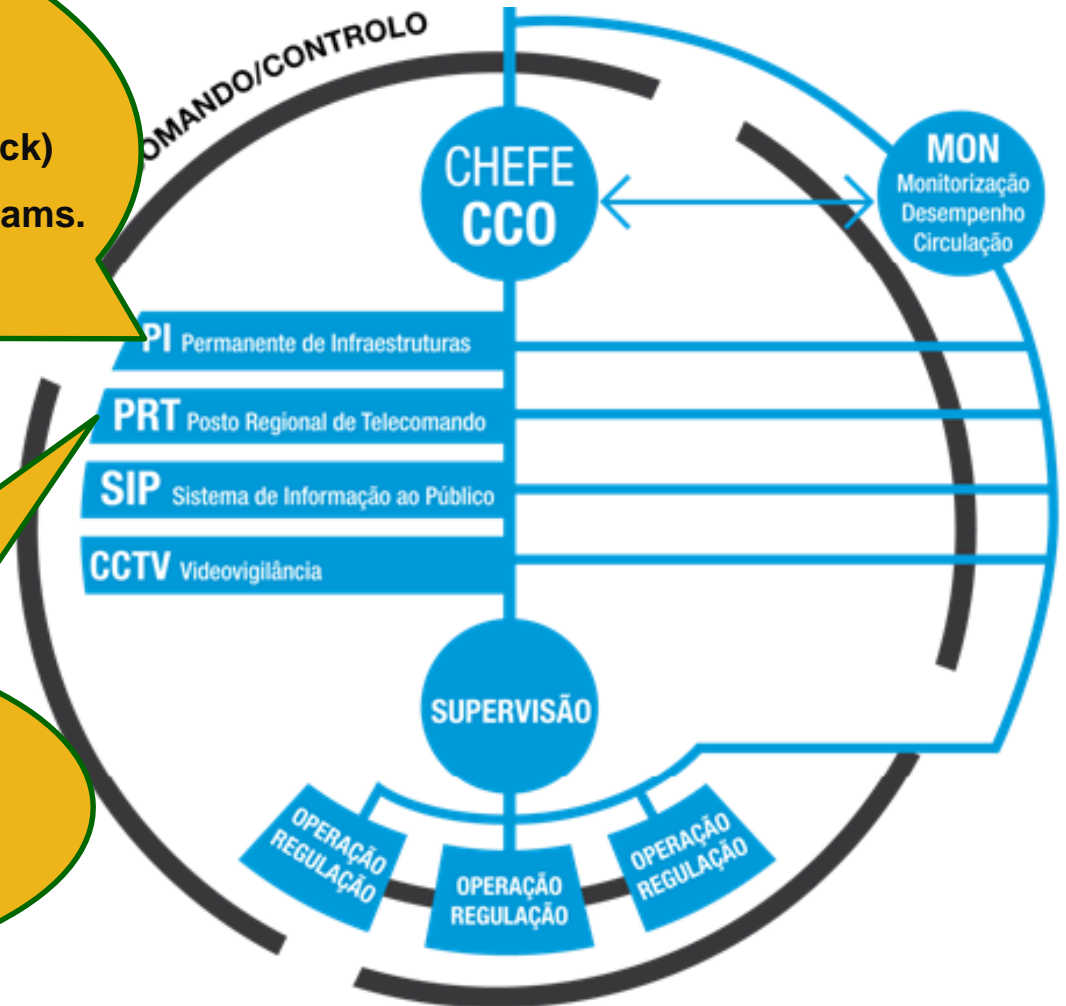 OMANDO/CONTROLO
ck)
ams.
CHEFE
CCO
MON
Monitorização
Desempenho
Circulação
PI Permanente de Infraestruturas
PRT Posto Regional de Telecomando
SIP Sistema de Informação ao Público
CCTV Videovigilância
SUPERVISÃO
OPERAÇÃO
REGULAÇÃO
OPERAÇÃO
REGULAÇÃO
OPERAÇÃO
REGULAÇÃO